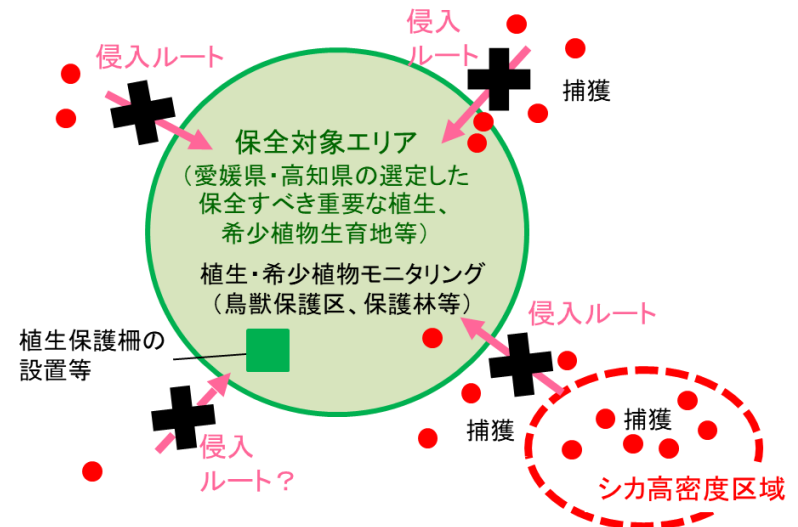 侵入ルート
侵入
ルート
捕獲
保全対象エリア
（愛媛県・高知県の選定した
保全すべき重要な植生、
希少植物生育地等）
植生・希少植物モニタリング
（鳥獣保護区、保護林等）
侵入ルート
植生保護柵の
設置等
捕獲
捕獲
侵入
ルート？
シカ高密度区域